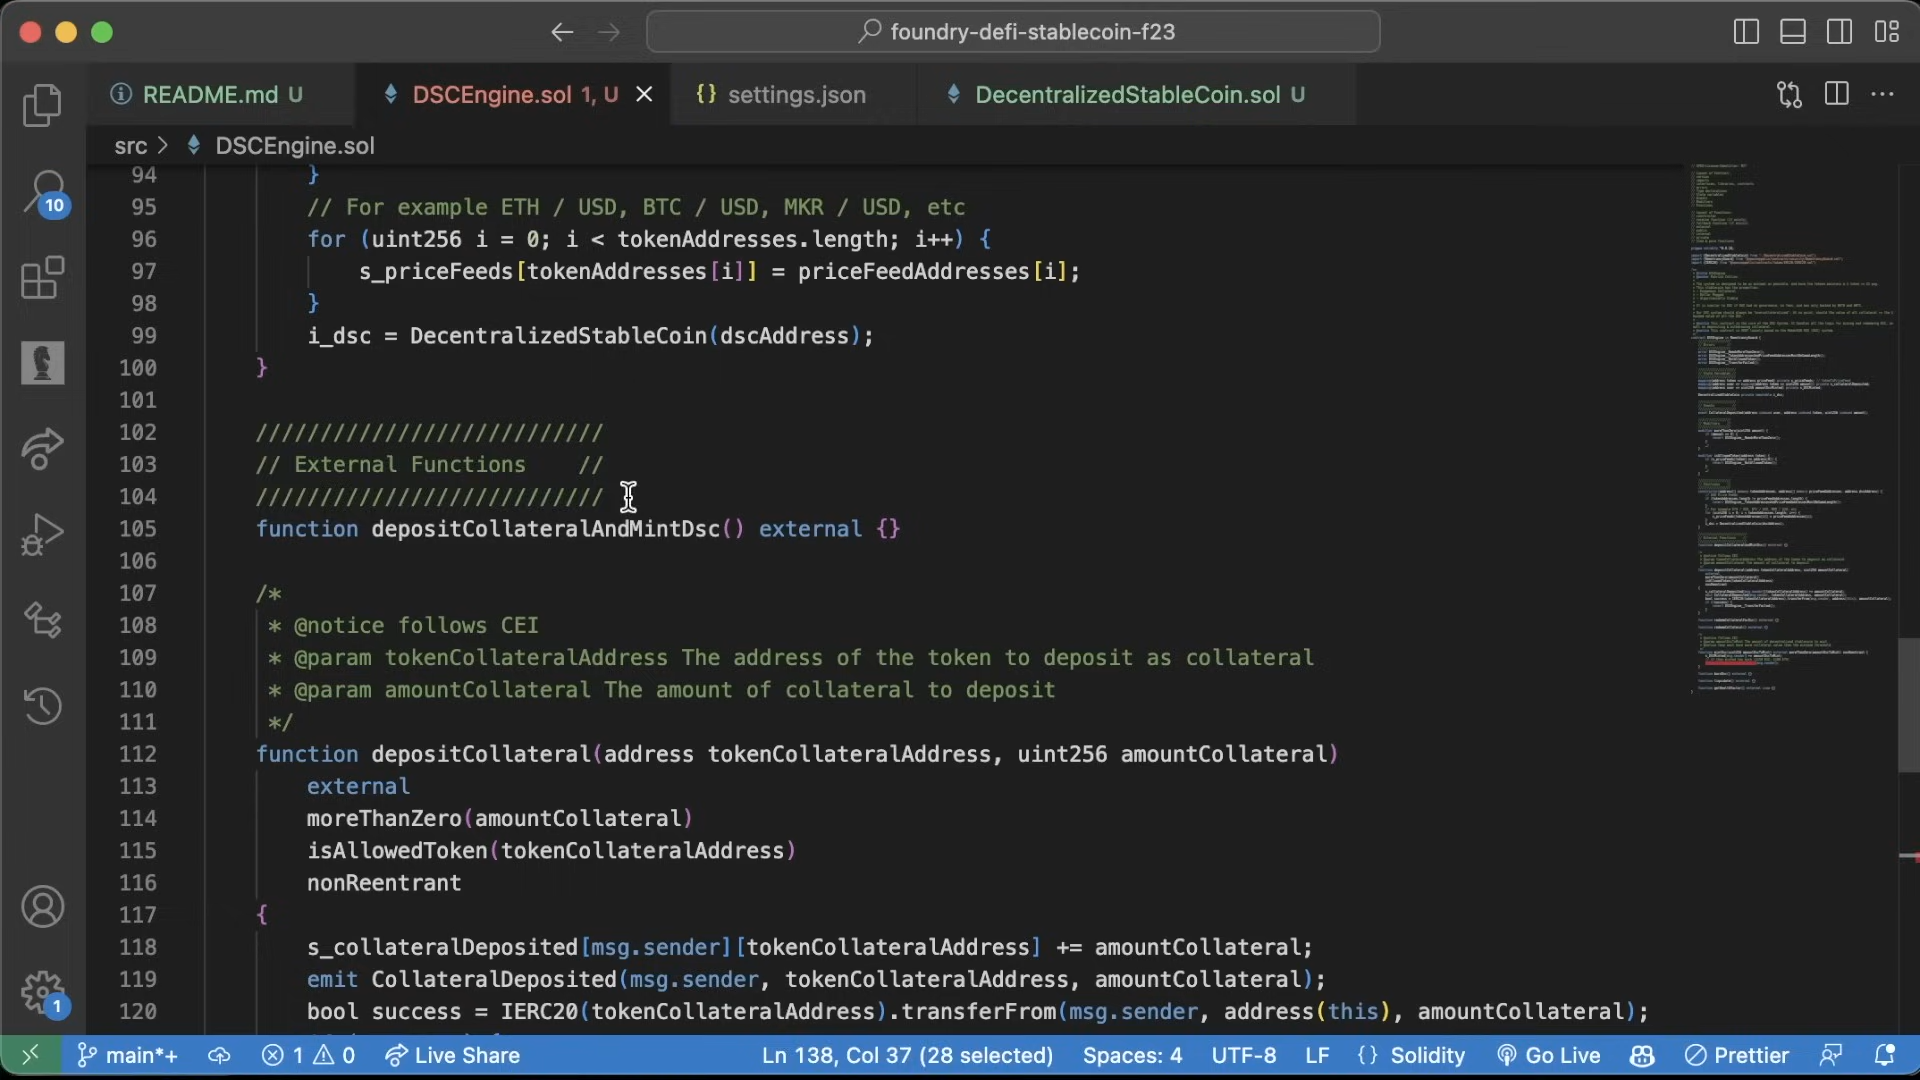 foundry-defi-stablecoin-f23
README.md U
DSCEngine.sol 1, U
{} settings.json
DecentralizedStableCoin.sol U
src > DSCEngine.sol
10
1
94 }
95 // For example ETH / USD, BTC / USD, MKR / USD, etc
96 for (uint256 i = 0; i < tokenAddresses.length; i++) {
97 s_priceFeeds[tokenAddresses[i]] = priceFeedAddresses[i];
98 }
99 i_dsc = DecentralizedStableCoin(dscAddress);
100 }
101
102 ///////////////////////////
103 // External Functions    //
104 ///////////////////////////
105 function depositCollateralAndMintDsc() external {}
106
107 /*
108 * @notice follows CEI
109 * @param tokenCollateralAddress The address of the token to deposit as collateral
110 * @param amountCollateral The amount of collateral to deposit
111 */
112 function depositCollateral(address tokenCollateralAddress, uint256 amountCollateral)
113 external
114 moreThanZero(amountCollateral)
115 isAllowedToken(tokenCollateralAddress)
116 nonReentrant
117 {
118 s_collateralDeposited[msg.sender][tokenCollateralAddress] += amountCollateral;
119 emit CollateralDeposited(msg.sender, tokenCollateralAddress, amountCollateral);
120 bool success = IERC20(tokenCollateralAddress).transferFrom(msg.sender, address(this), amountCollateral);
main*+ 1 0 Live Share Ln 138, Col 37 (28 selected) Spaces: 4 UTF-8 LF {} Solidity Go Live Prettier